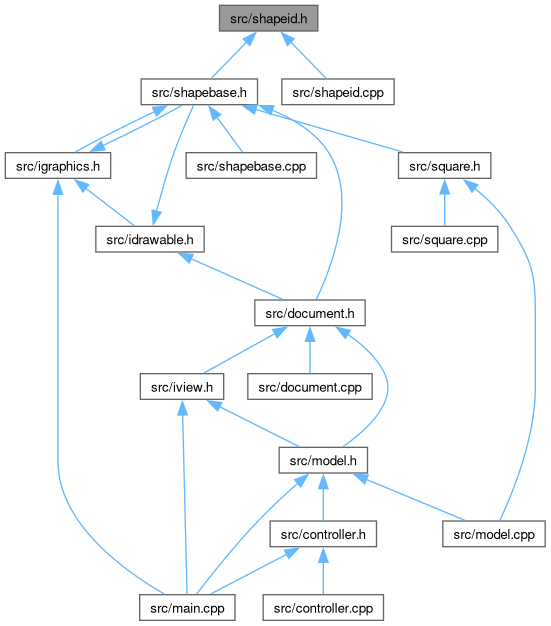 src/shapeid.h
src/shapebase.h
src/shapeid.cpp
src/igraphics.h
src/shapebase.cpp
src/square.h
src/idrawable.h
src/square.cpp
src/document.h
src/iview.h
src/document.cpp
src/model.h
src/controller.h
src/model.cpp
src/main.cpp
src/controller.cpp